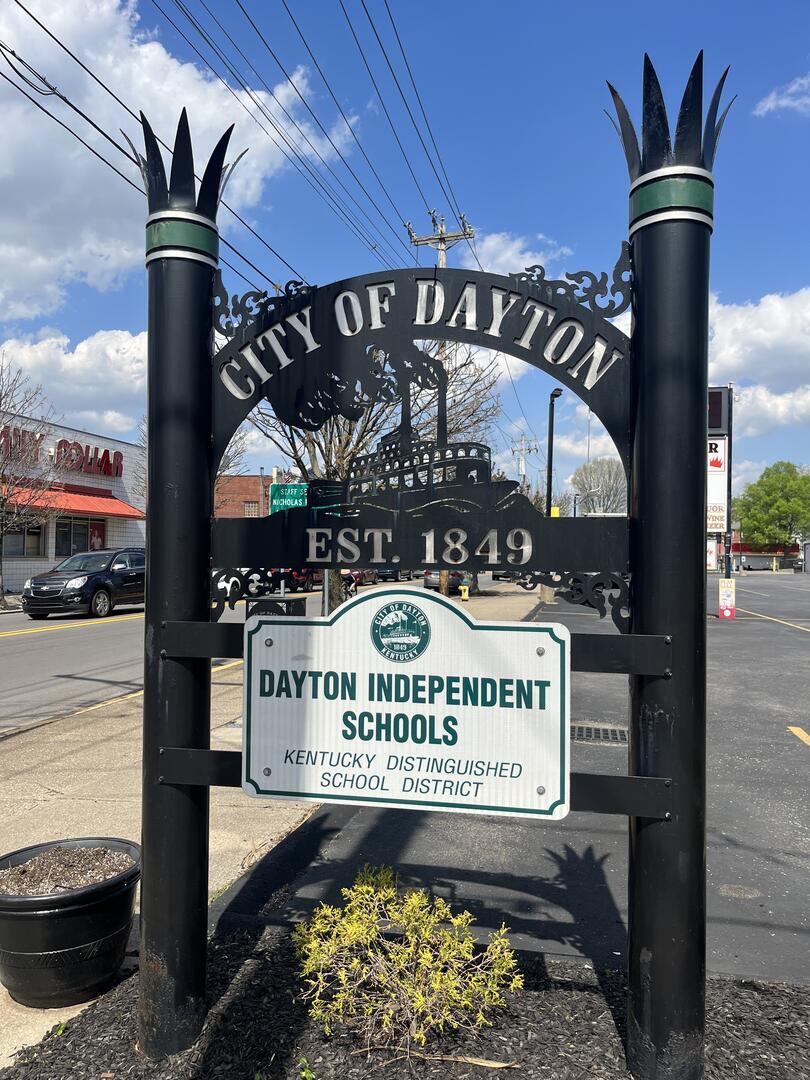 CITY OF DAYTON
EST. 1849
CITY OF DAYTON
1849
KENTUCKY
DAYTON INDEPENDENT
SCHOOLS
KENTUCKY DISTINGUISHED
SCHOOL DISTRICT
DOLLAR
NICHOLAS
WINE